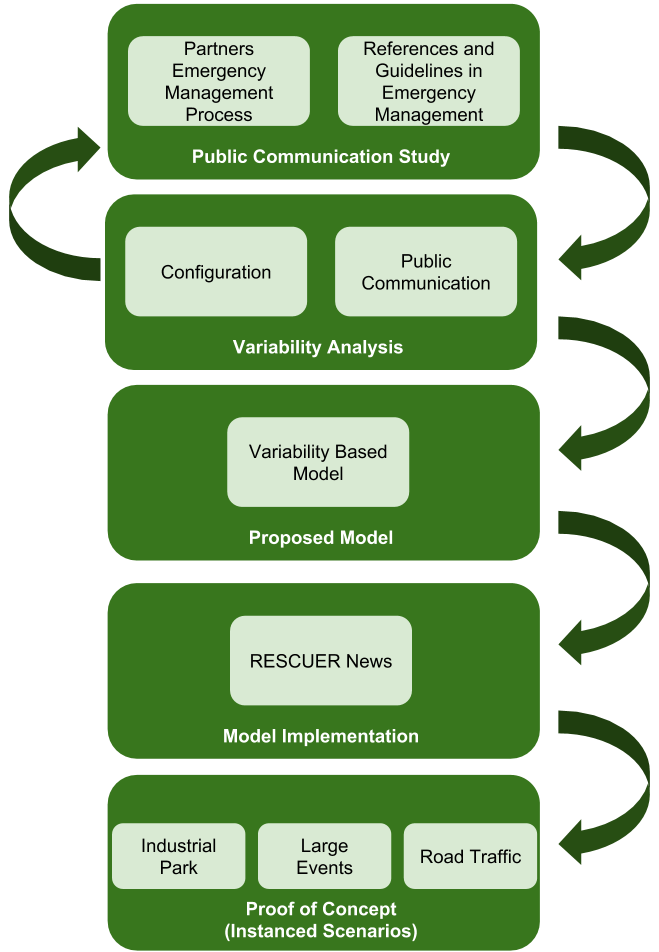 Partners
Emergency
Management
Process
References and
Guidelines in
Emergency
Management
Public Communication Study
Configuration
Public
Communication
Variability Analysis
Variability Based
Model
Proposed Model
RESCUER News
Model Implementation
Industrial
Park
Large
Events
Road Traffic
Proof of Concept
(Instanced Scenarios)